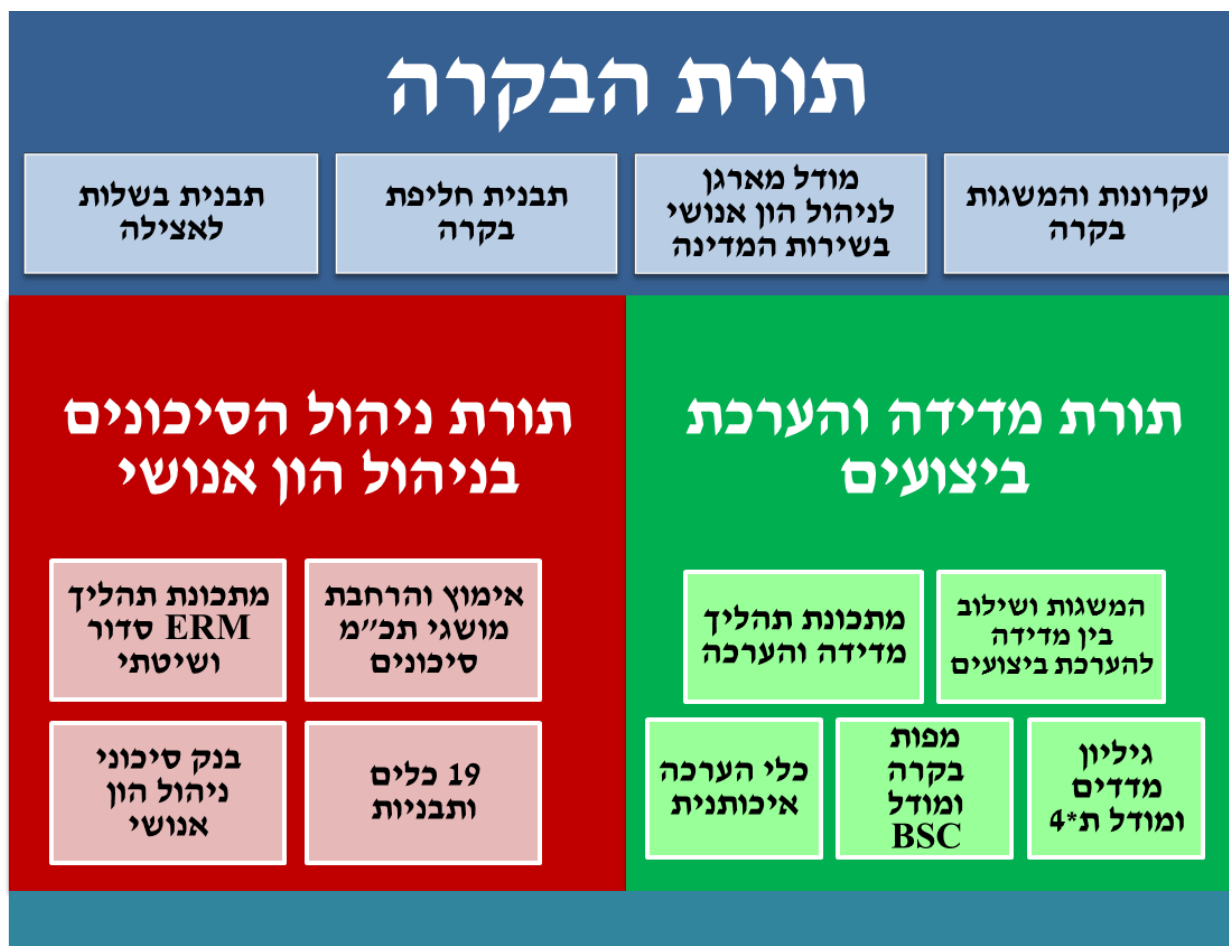 תורת הבקרה
עקרונות והמשגות
בקרה
מודל מארגן
לניהול הון אנושי
בשירות המדינה
תבנית חליפת
בקרה
תבנית בשלות
לאצילה
תורת מדידה והערכת
ביצועים
המשגות ושילוב
בין מדידה
להערכת ביצועים
מתכונת תהליך
מדידה והערכה
גיליון
מדדים
ומודל ת*4
מפות
בקרה
ומודל
BSC
כלי הערכה
איכותנית
תורת ניהול הסיכונים
בניהול הון אנושי
אימוץ והרחבת
מושגי תכ״מ
סיכונים
מתכונת תהליך
ERM סדור
ושיטתי
19 כלים
ותבניות
בנק סיכוני
ניהול הון
אנושי